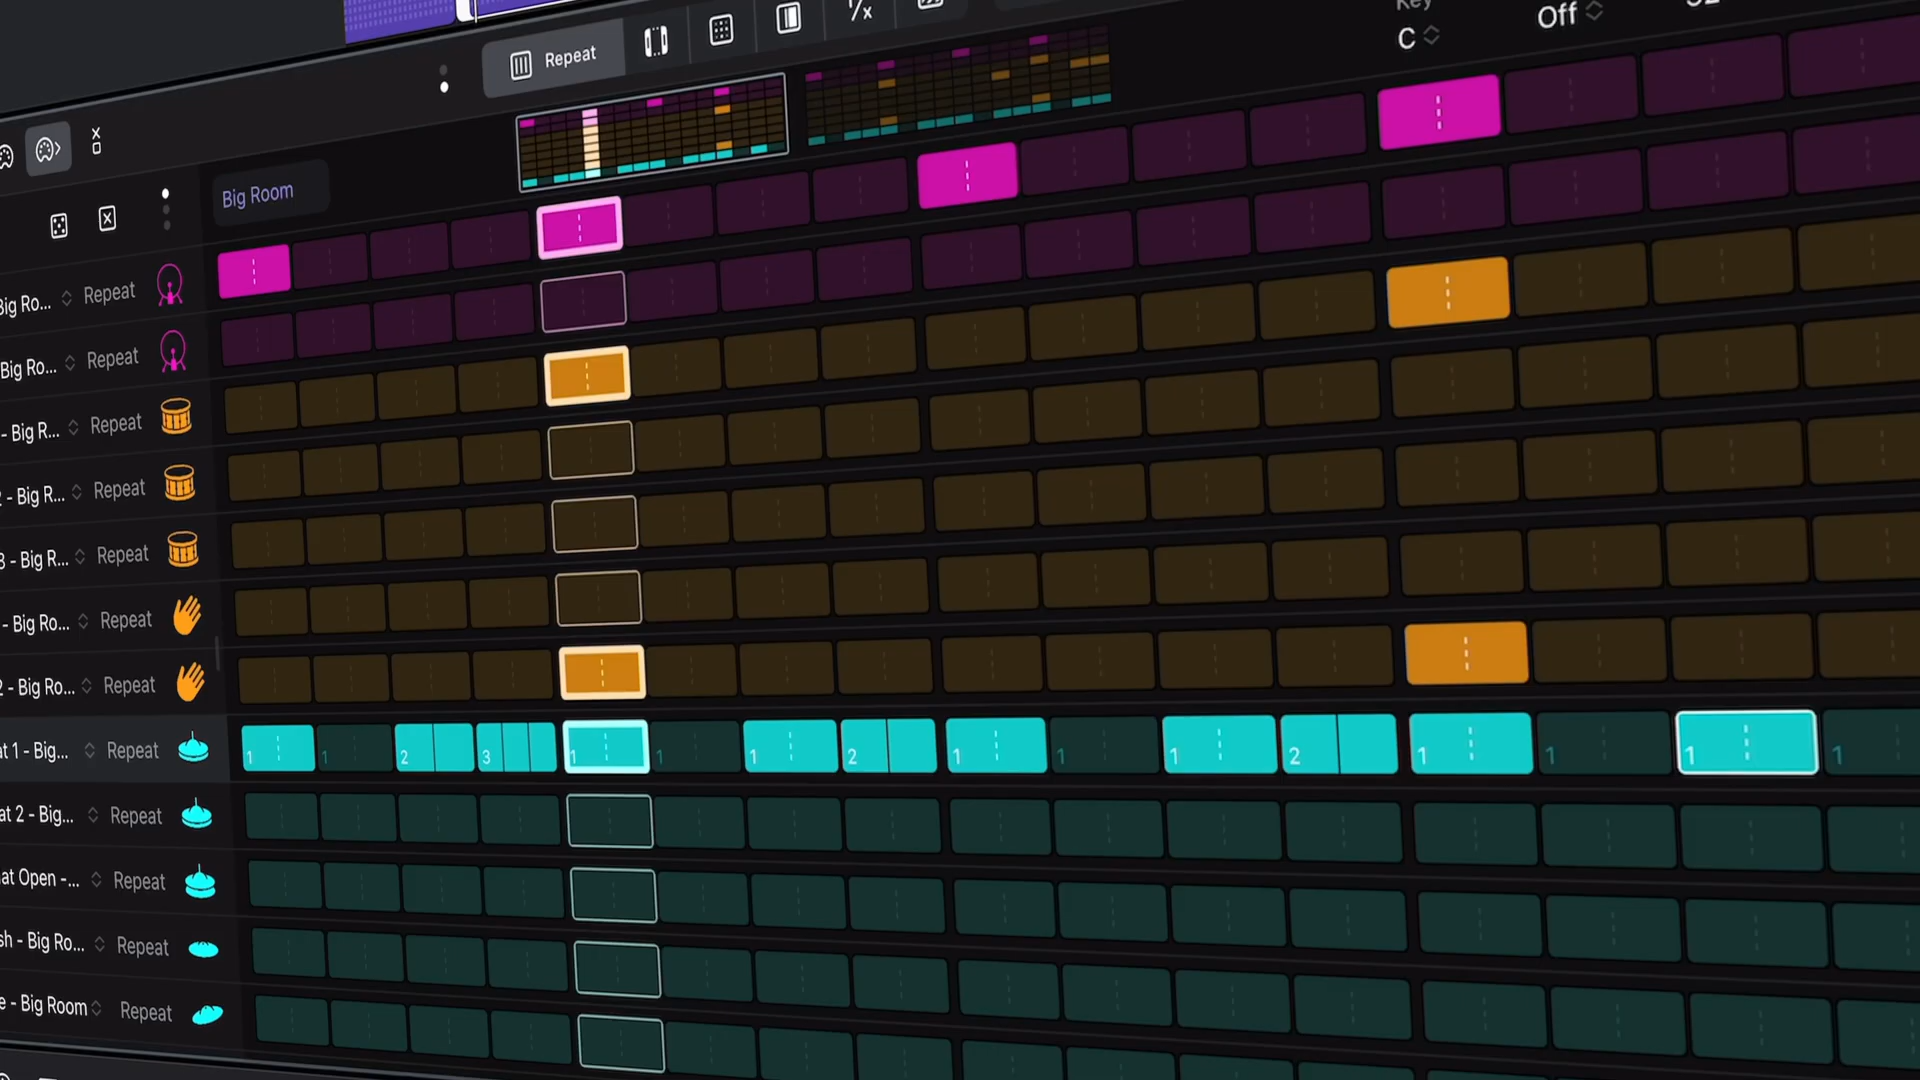 Repeat
Key
C
Off
Big Room
Big Ro... Repeat
Big Ro... Repeat
- Big R... Repeat
2 - Big R... Repeat
3 - Big R... Repeat
- Big Ro... Repeat
2 - Big Ro... Repeat
at 1 - Big... Repeat
1 1 2 3 1 1 1 2 1 1 1 2 1 1 1 1
at 2 - Big... Repeat
at Open -... Repeat
sh - Big Ro... Repeat
e - Big Room Repeat